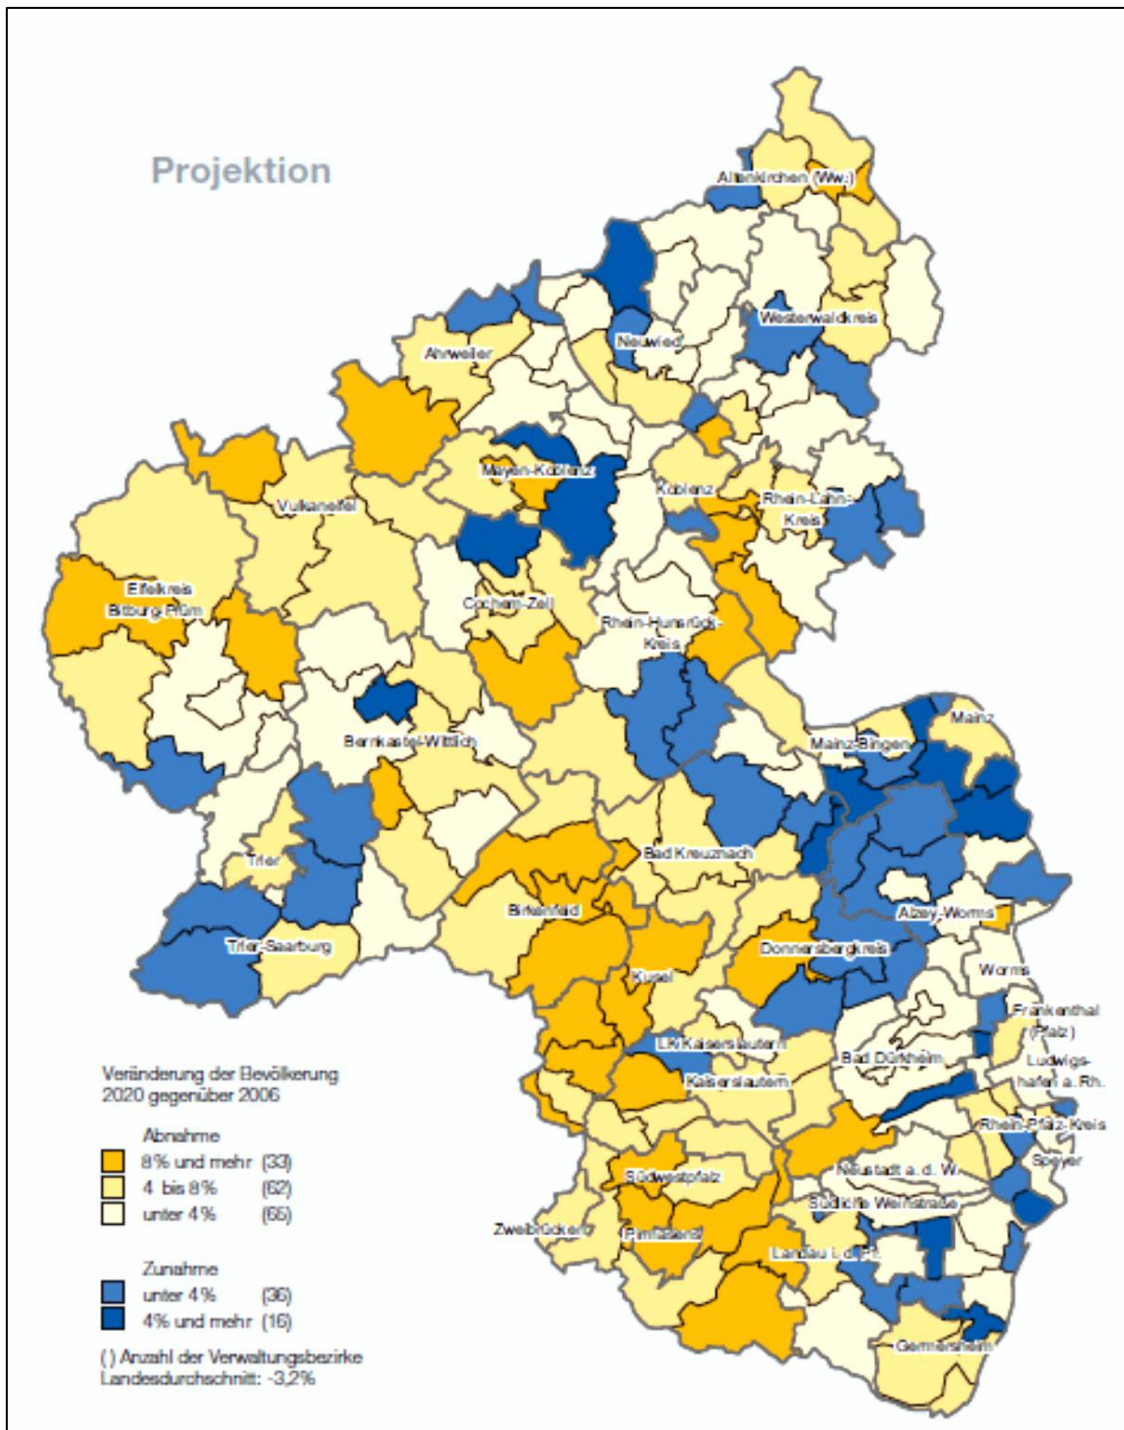 Projektion
Altenkirchen (Ww.)
Westerwaldkreis
Neuwied
Ahrweiler
Mayen-Koblenz
Koblenz
Rhein-Lahn-
Kreis
Vulkaneifel
Eifelkreis
Bitburg-Prüm
Cochem-Zell
Rhein-Hunsrück-
Kreis
Mainz
Mainz-Bingen
Bernkastel-Wittlich
Trier
Bad Kreuznach
Birkenfeld
Alzey-Worms
Trier-Saarburg
Donnersbergkreis
Kusel
Worms
Frankenthal
(Pfalz)
LK Kaiserslautern
Bad Dürkheim
Ludwigs-
hafen a. Rh.
Kaiserslautern
Rhein-Pfalz-Kreis
Speyer
Neustadt a. d. W.
Südwestpfalz
Südliche Weinstraße
Zweibrücken
Pirmasens
Landau i. d. Pf.
Germersheim
Veränderung der Bevölkerung
2020 gegenüber 2006
Abnahme
8% und mehr (33)
4 bis 8% (62)
unter 4% (65)
Zunahme
unter 4% (36)
4% und mehr (16)
( ) Anzahl der Verwaltungsbezirke
Landesdurchschnitt: -3,2%